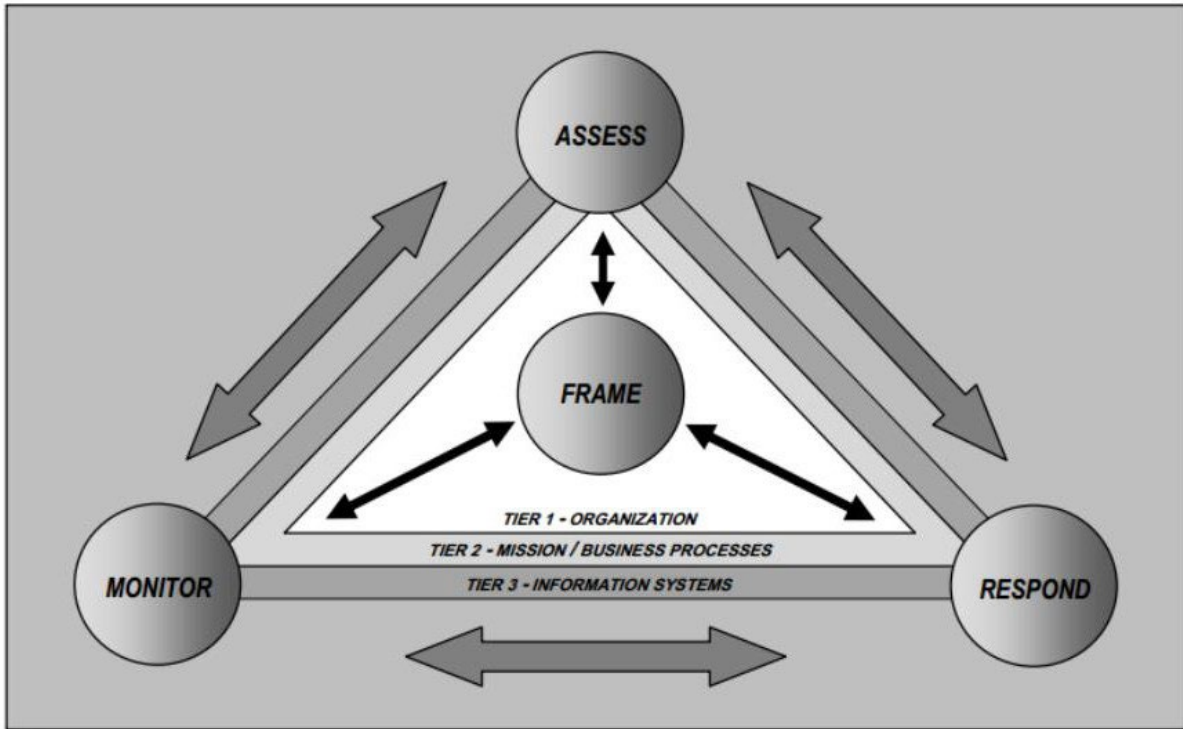 ASSESS
FRAME
TIER 1 - ORGANIZATION
TIER 2 - MISSION / BUSINESS PROCESSES
MONITOR
TIER 3 - INFORMATION SYSTEMS
RESPOND